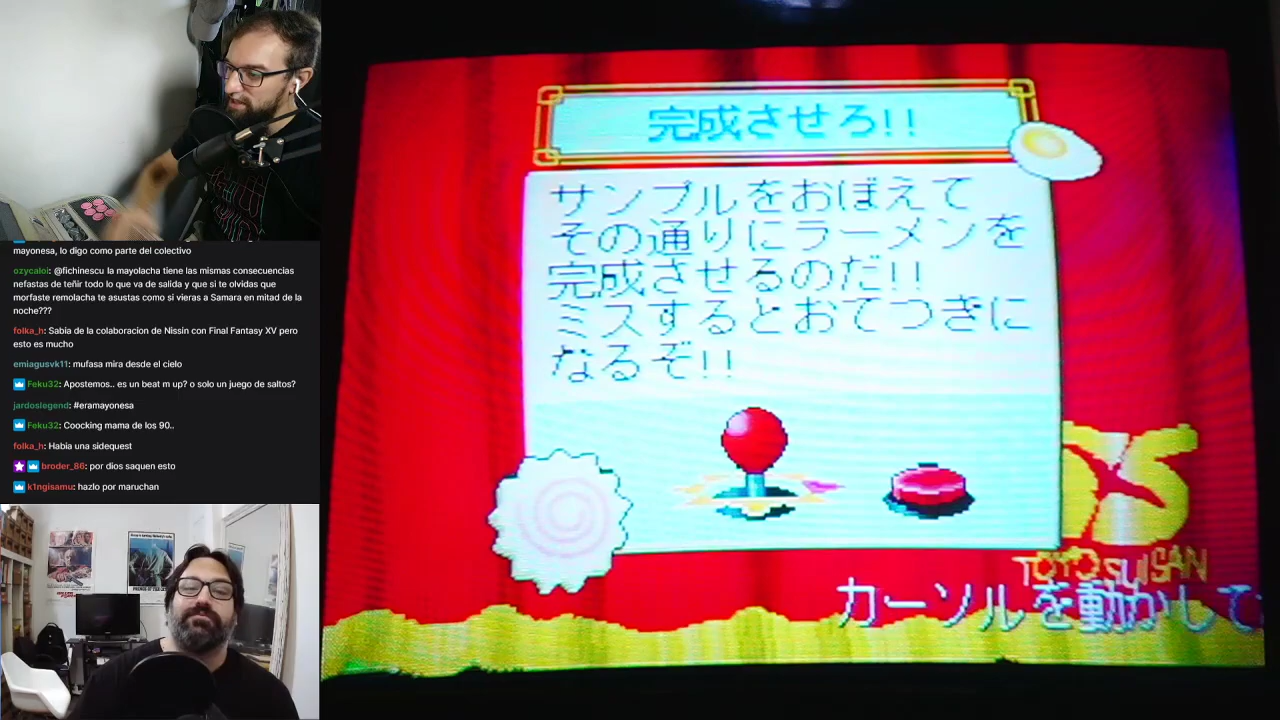 mayonesa, lo digo como parte del colectivo
ozycaloi: @fichinescu la mayolacha tiene las mismas consecuencias
nefastas de teñir todo lo que va de salida y que si te olvidas que
morfaste remolacha te asustas como si vieras a Samara en mitad de la
noche???
folka_h: Sabia de la colaboracion de Nissin con Final Fantasy XV pero
esto es mucho
emiagusvk11: mufasa mira desde el cielo
Feku32: Apostemos.. es un beat m up? o solo un juego de saltos?
jardoslegend: #eramayonesa
Feku32: Coocking mama de los 90..
folka_h: Habia una sidequest
broder_86: por dios saquen esto
k1ngisamu: hazlo por maruchan
完成させろ!!
サンプルをおぼえて
その通りにラーメンを
完成させるのだ!!
ミスするとおてつきに
なるぞ!!
TOYO SUISAN
カーソルを動かして